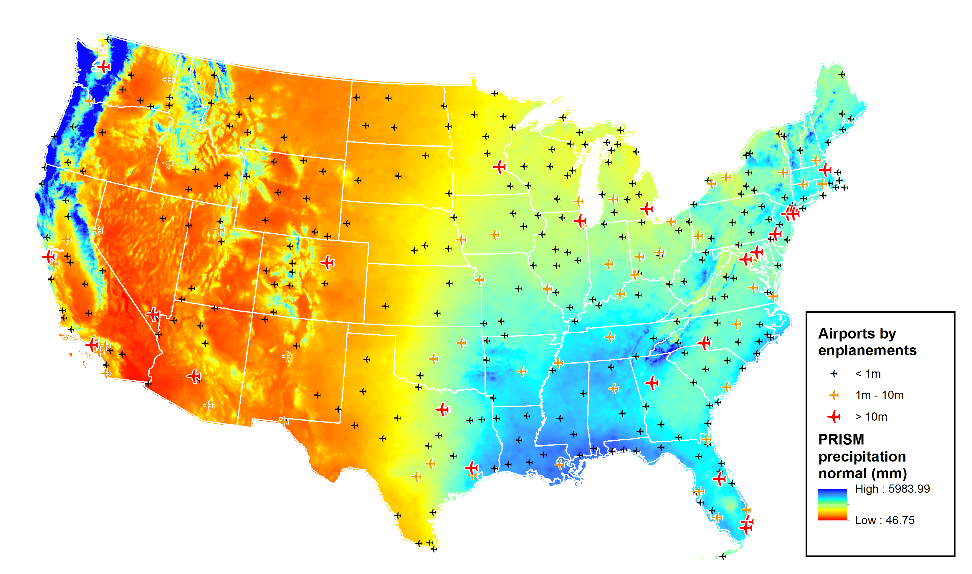 Airports by
enplanements
< 1m
1m - 10m
> 10m
PRISM
precipitation
normal (mm)
High : 5983.99
Low : 46.75